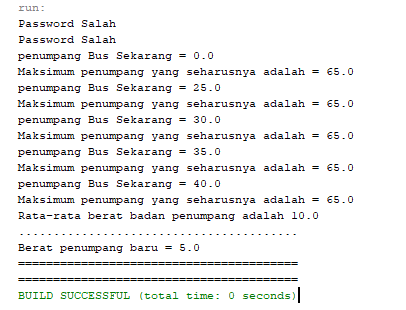 run:
Password Salah
Password Salah
penumpang Bus Sekarang = 0.0
Maksimum penumpang yang seharusnya adalah = 65.0
penumpang Bus Sekarang = 25.0
Maksimum penumpang yang seharusnya adalah = 65.0
penumpang Bus Sekarang = 30.0
Maksimum penumpang yang seharusnya adalah = 65.0
penumpang Bus Sekarang = 35.0
Maksimum penumpang yang seharusnya adalah = 65.0
penumpang Bus Sekarang = 40.0
Maksimum penumpang yang seharusnya adalah = 65.0
Rata-rata berat badan penumpang adalah 10.0
........................................
Berat penumpang baru = 5.0
========================================
========================================
BUILD SUCCESSFUL (total time: 0 seconds)